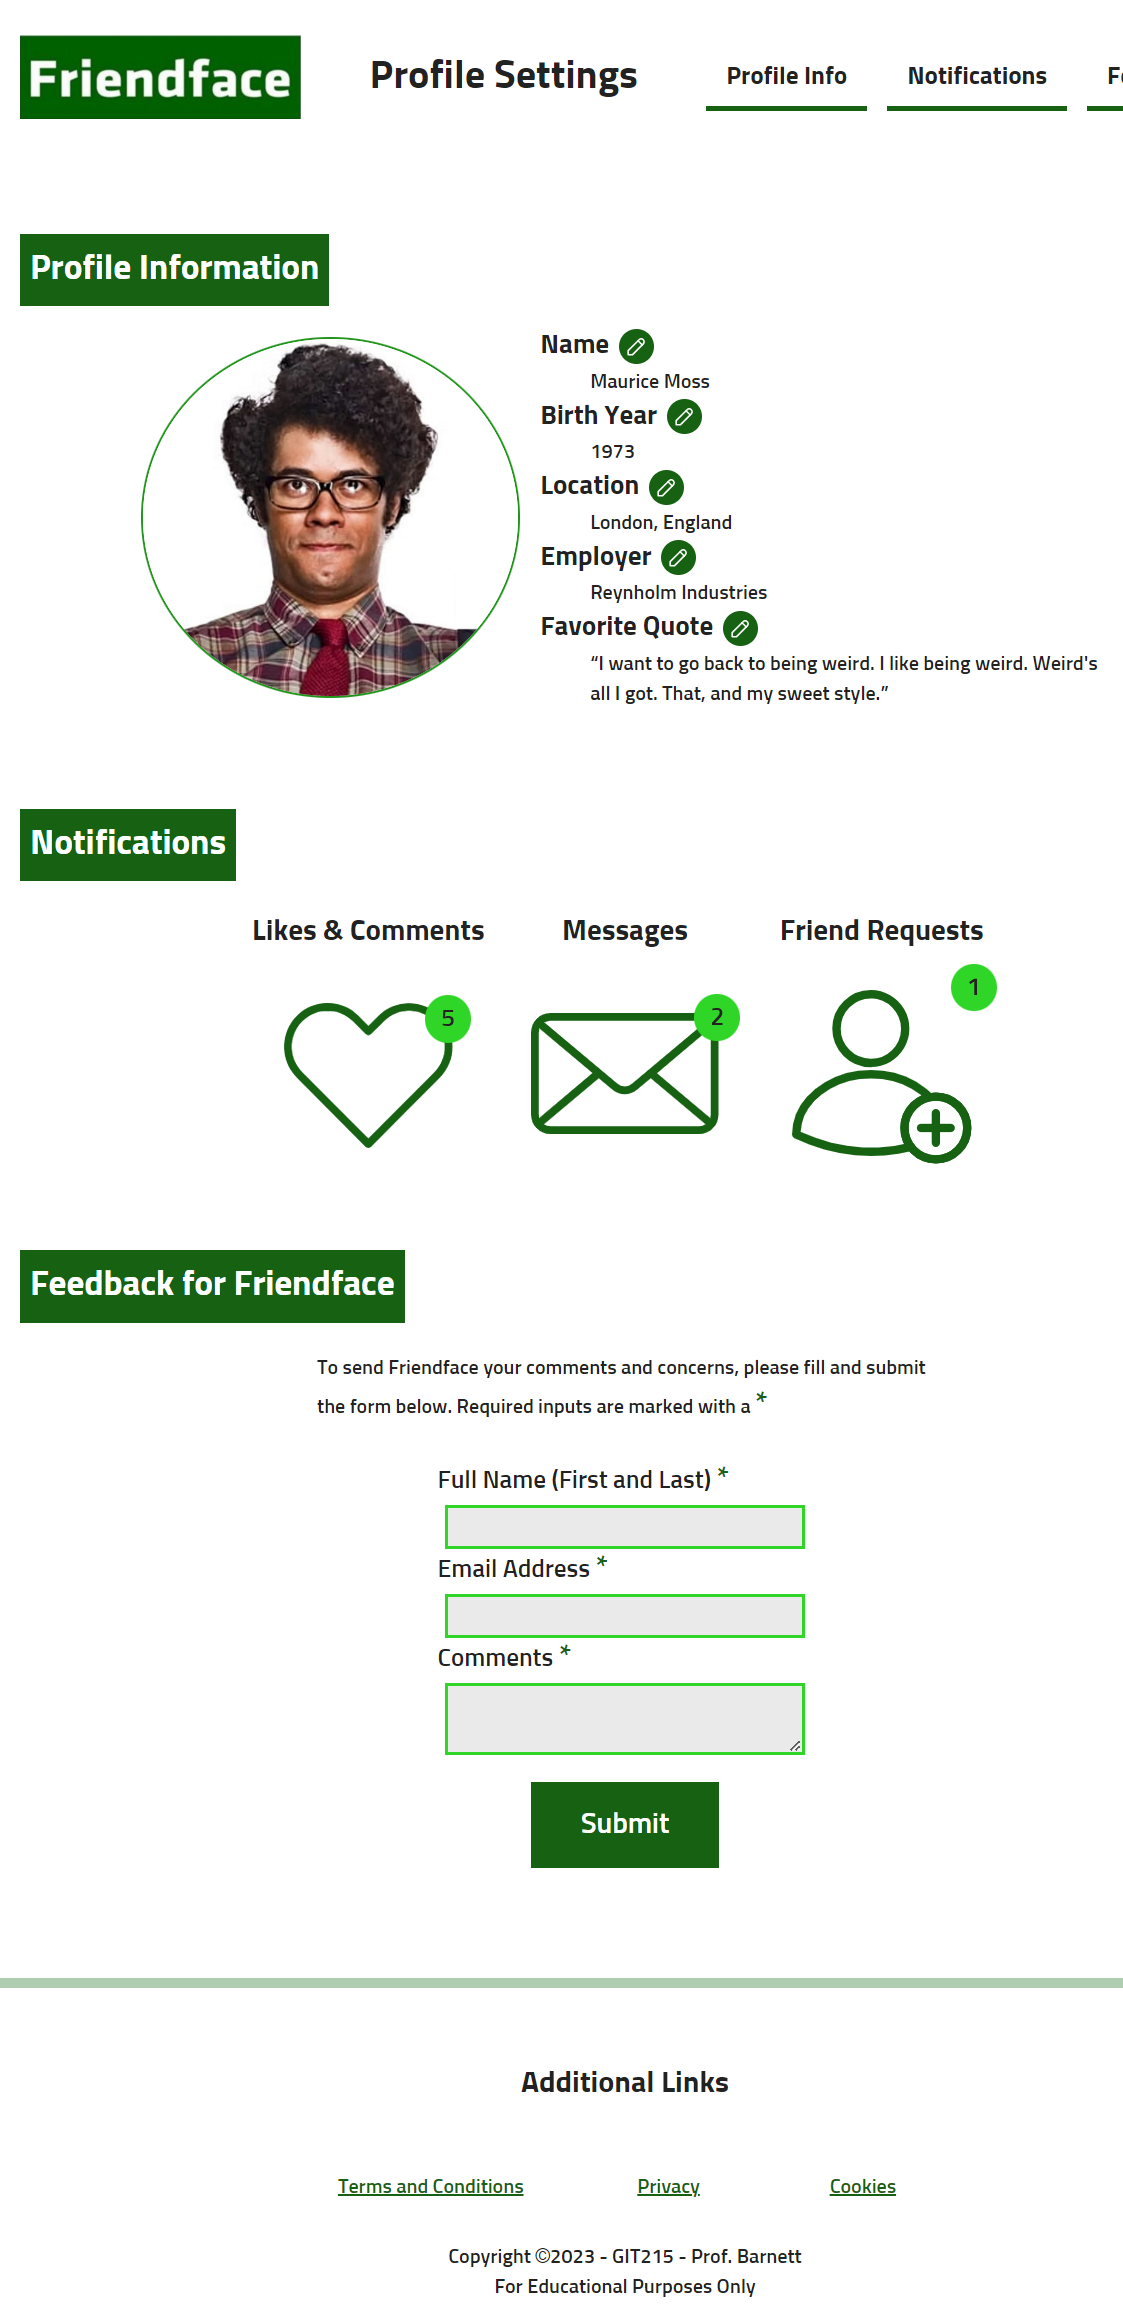 Friendface
Profile Settings
Profile Info
Notifications
Profile Information
Name
Maurice Moss
Birth Year
1973
Location
London, England
Employer
Reynholm Industries
Favorite Quote
“I want to go back to being weird. I like being weird. Weird's
all I got. That, and my sweet style.”
Notifications
Likes & Comments
Messages
Friend Requests
5
2
1
Feedback for Friendface
To send Friendface your comments and concerns, please fill and submit
the form below. Required inputs are marked with a *
Full Name (First and Last) *
Email Address *
Comments *
Submit
Additional Links
Terms and Conditions
Privacy
Cookies
Copyright ©2023 - GIT215 - Prof. Barnett
For Educational Purposes Only